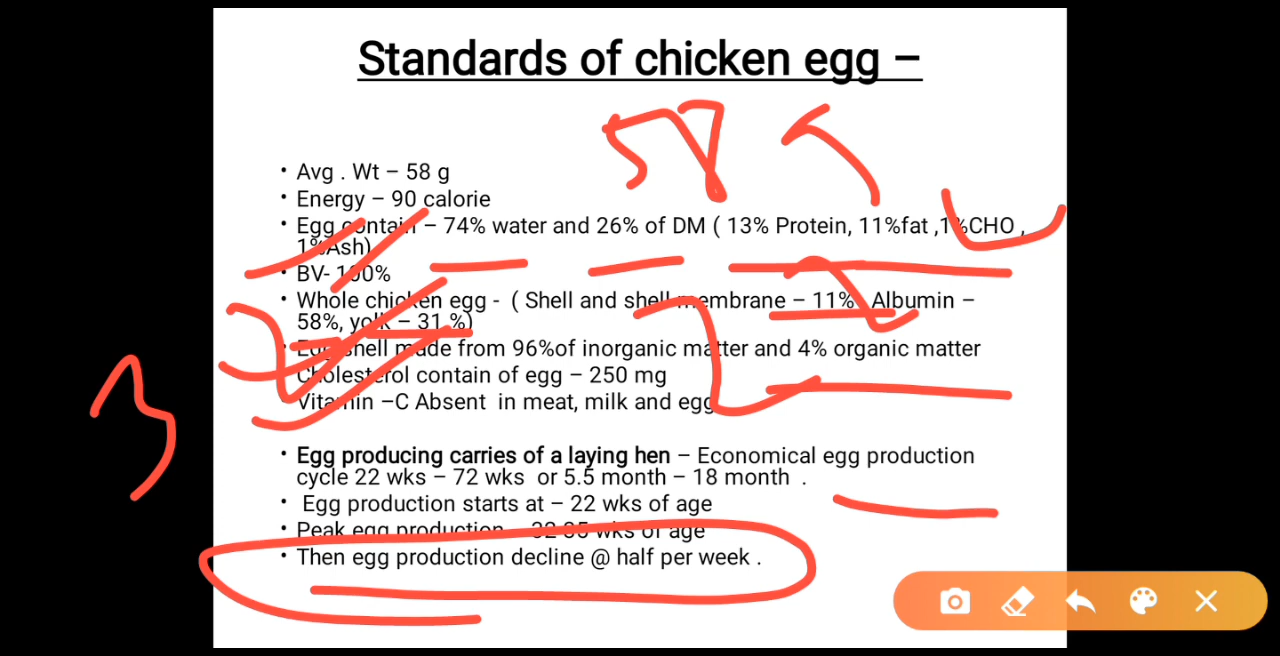 Standards of chicken egg –
58
• Avg . Wt – 58 g
• Energy – 90 calorie
• Egg contain – 74% water and 26% of DM ( 13% Protein, 11%fat ,1%CHO ,
1%Ash)
• BV- 100%
• Whole chicken egg - ( Shell and shell membrane – 11% , Albumin –
58%, yolk – 31 %)
• Egg shell made from 96%of inorganic matter and 4% organic matter
Cholesterol contain of egg – 250 mg
Vitamin –C Absent in meat, milk and egg
3
• Egg producing carries of a laying hen – Economical egg production
cycle 22 wks – 72 wks or 5.5 month – 18 month .
• Egg production starts at – 22 wks of age
• Peak egg production – 32-35 wks of age
• Then egg production decline @ half per week .